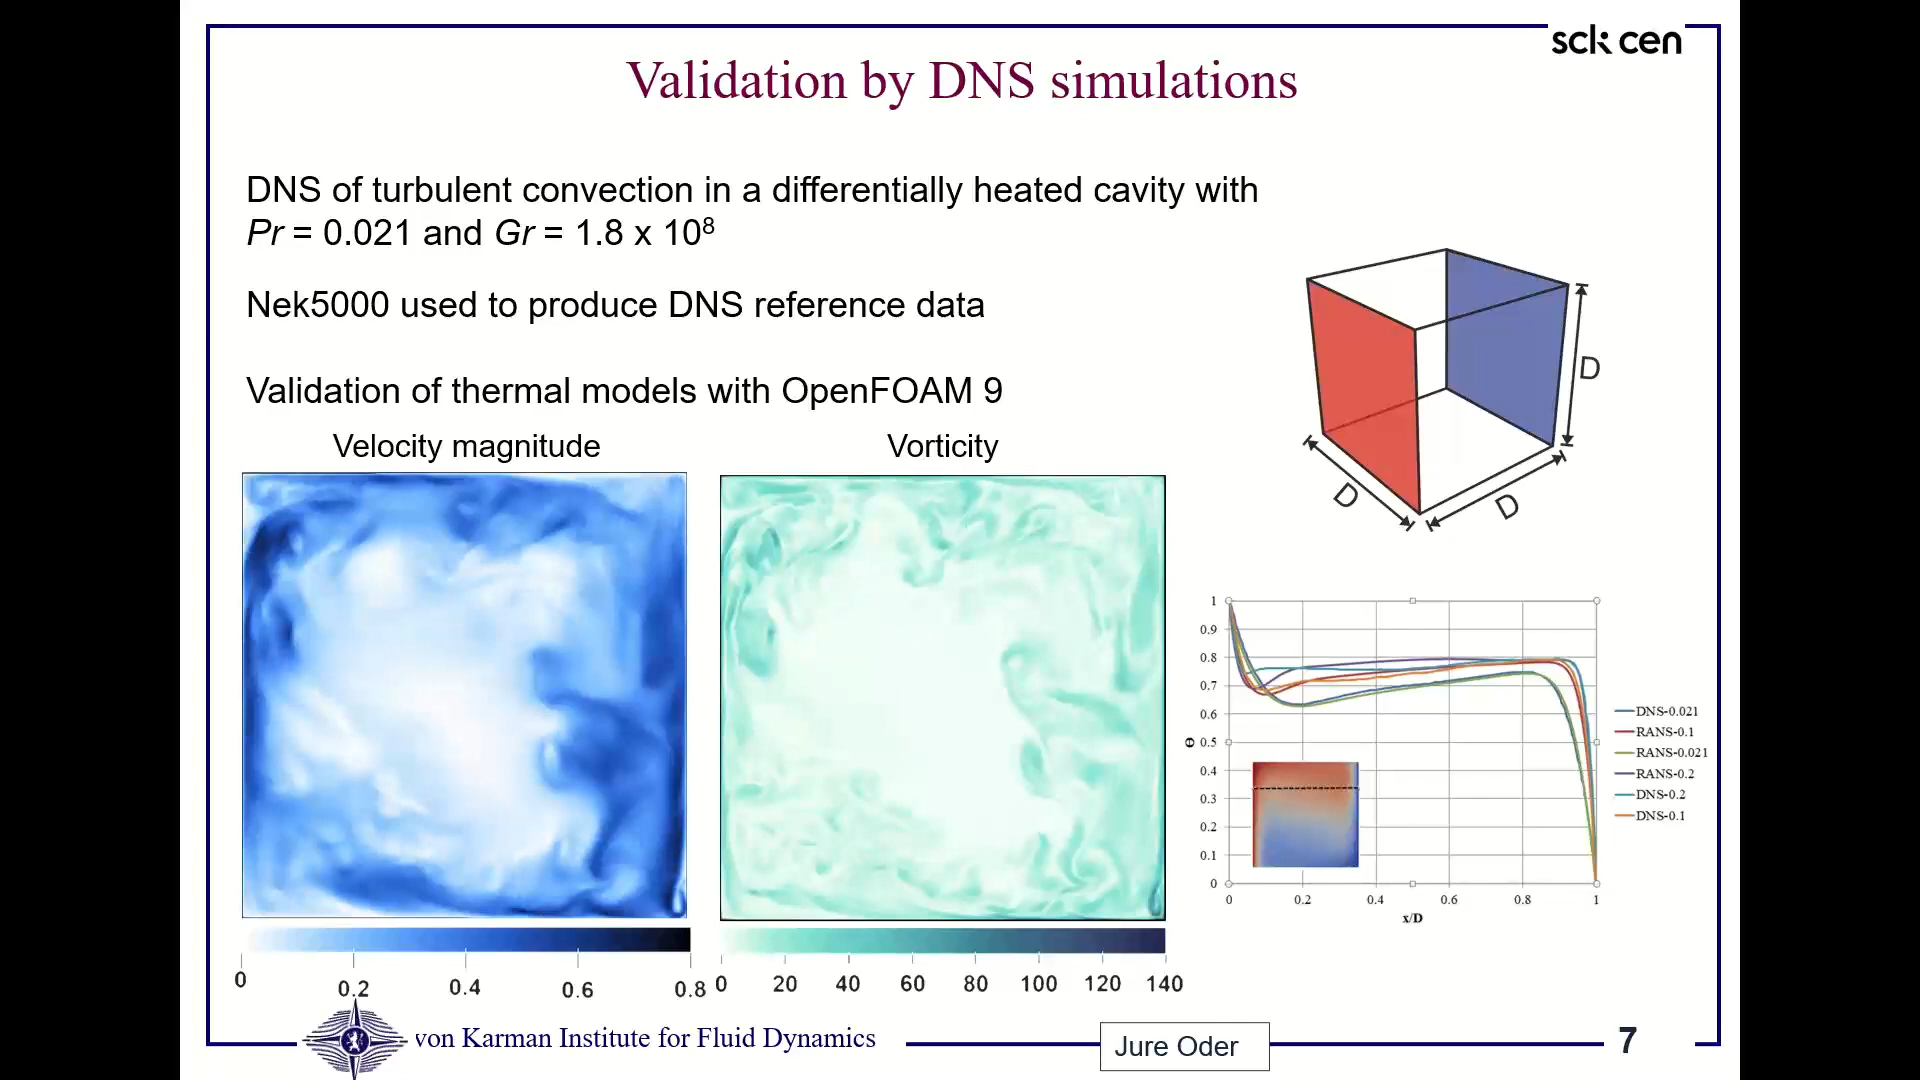 sck cen
Validation by DNS simulations
DNS of turbulent convection in a differentially heated cavity with
Pr = 0.021 and Gr = 1.8 x 10⁸
Nek5000 used to produce DNS reference data
Validation of thermal models with OpenFOAM 9
Velocity magnitude
Vorticity
0 0.2 0.4 0.6 0.8
0 20 40 60 80 100 120 140
D
D
D
1
0.9
0.8
0.7
0.6
0.5
0.4
0.3
0.2
0.1
0
Θ
0 0.2 0.4 0.6 0.8 1
x/D
DNS-0.021
RANS-0.1
RANS-0.021
RANS-0.2
DNS-0.2
DNS-0.1
von Karman Institute for Fluid Dynamics
Jure Oder
7